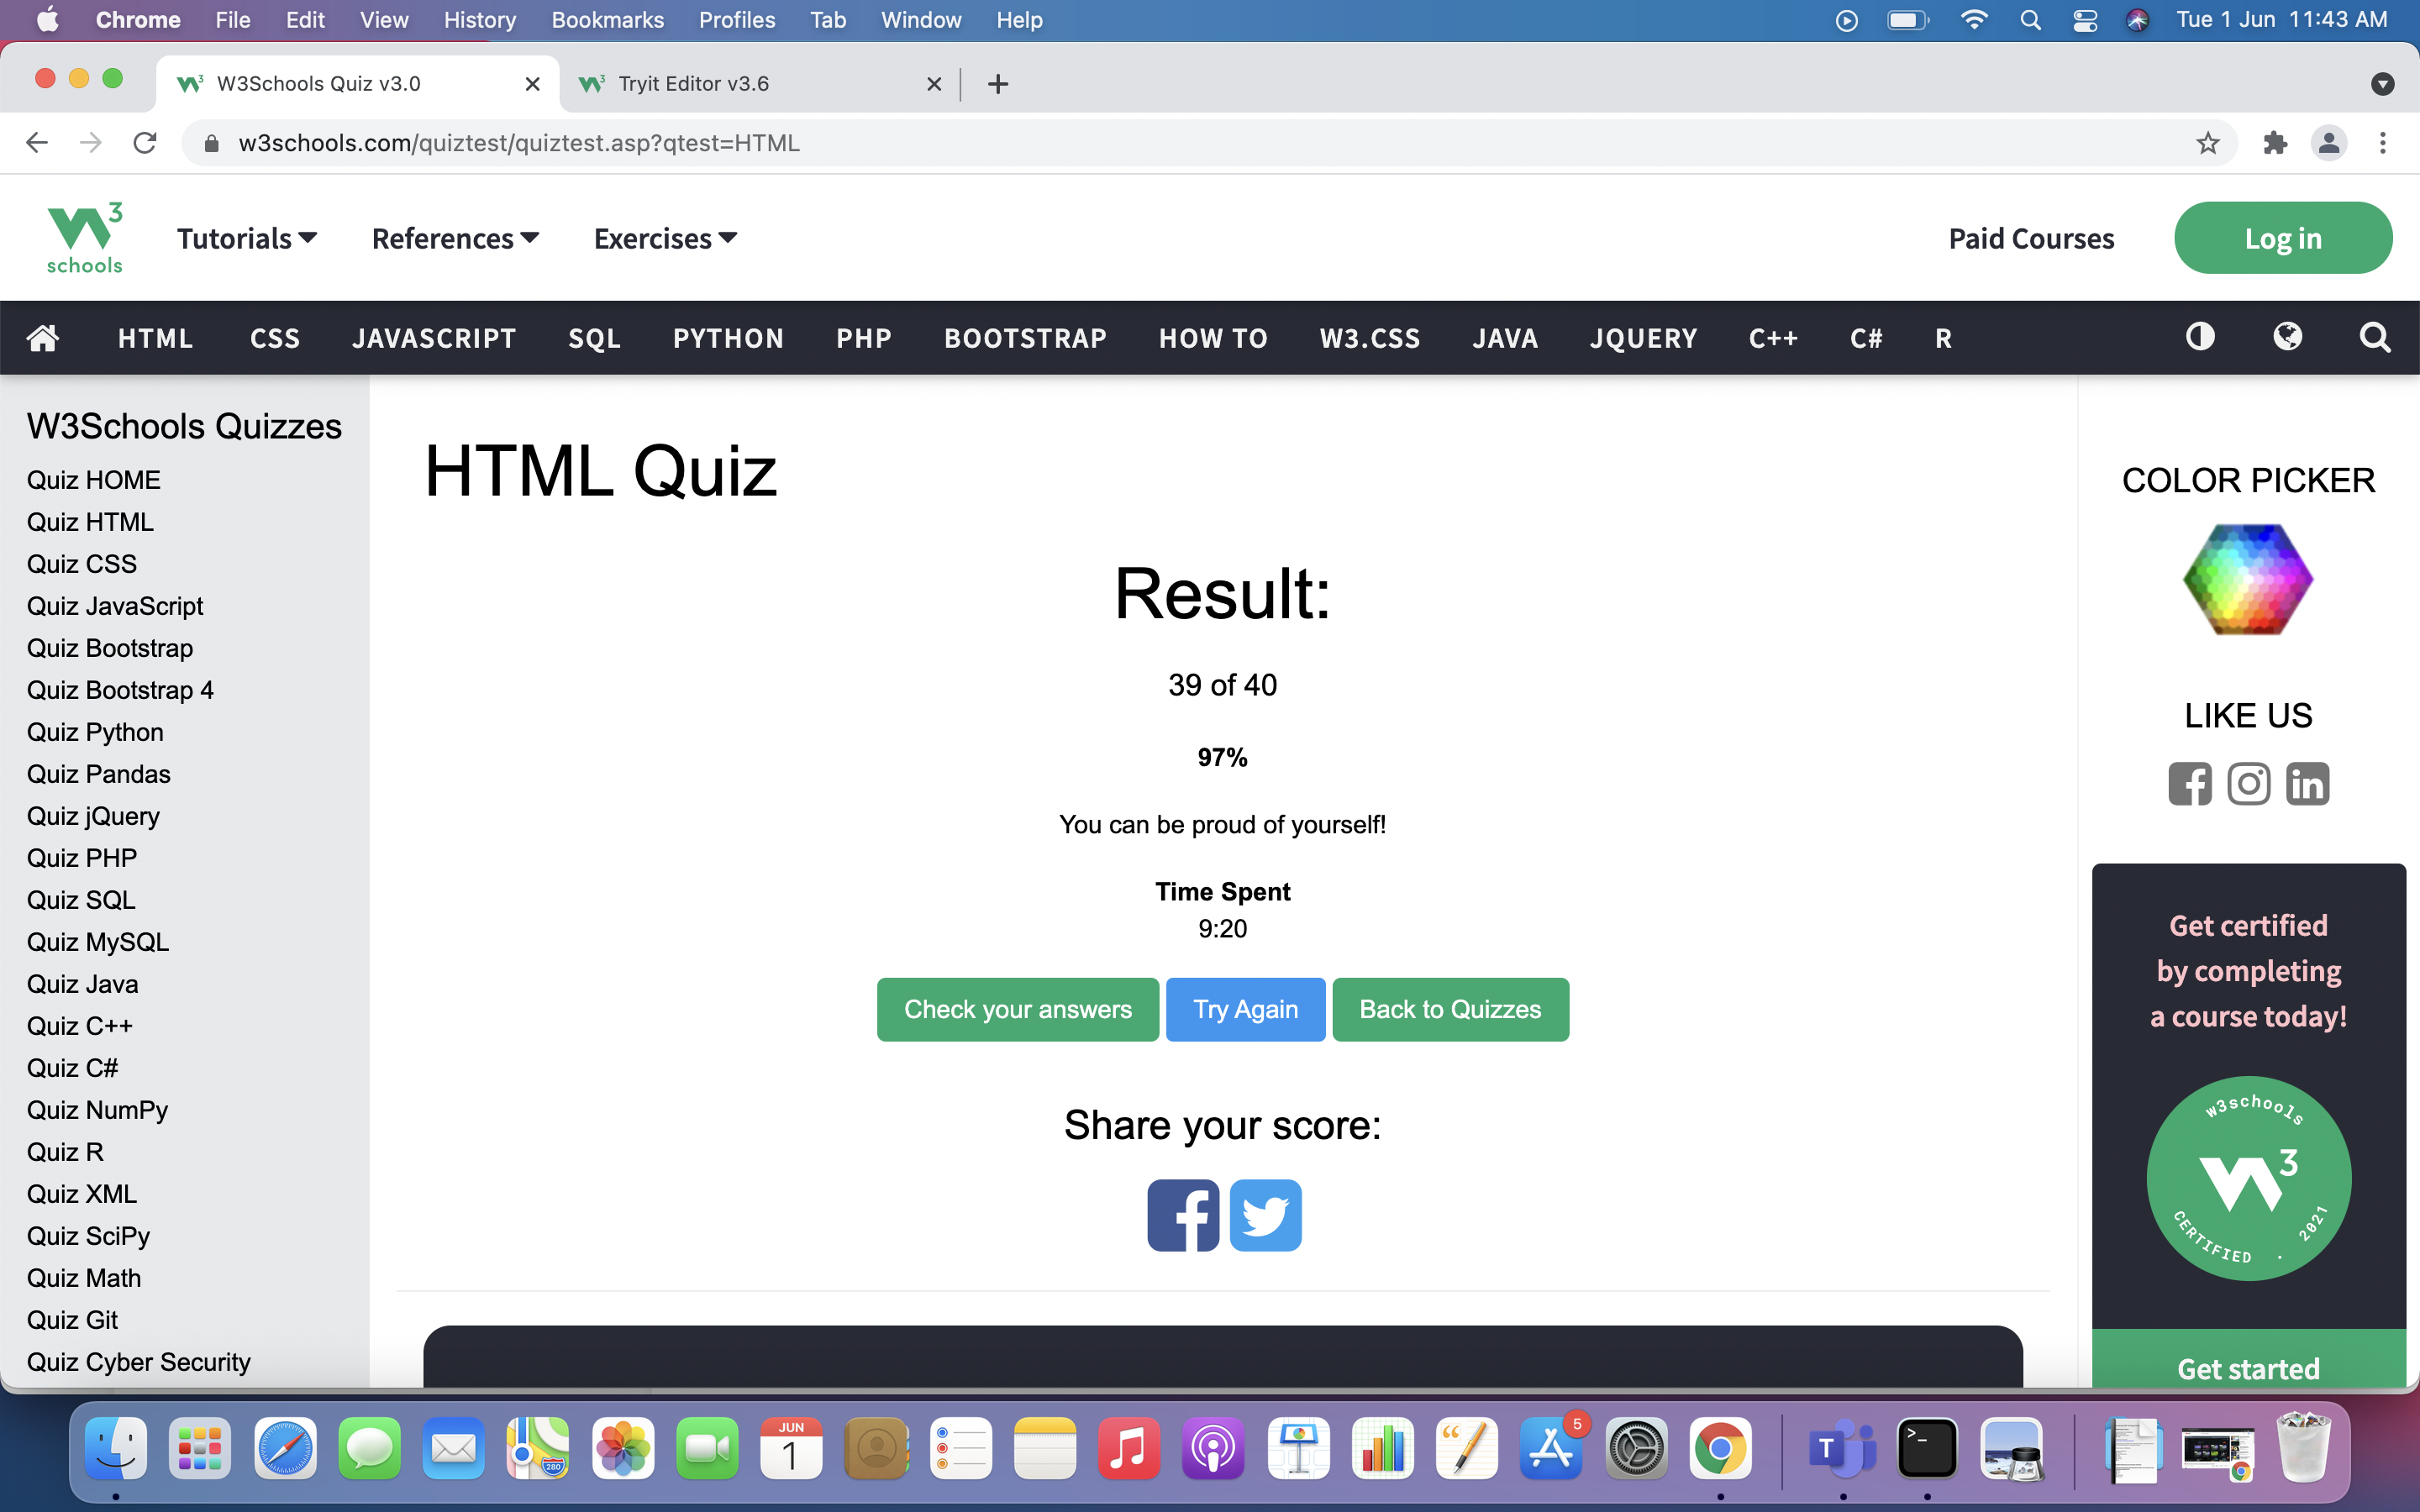 Chrome File Edit View History Bookmarks Profiles Tab Window Help Tue 1 Jun 11:43 AM
W3Schools Quiz v3.0 Tryit Editor v3.6
w3schools.com/quiztest/quiztest.asp?qtest=HTML
W3 schools Tutorials References Exercises Paid Courses Log in
HTML CSS JAVASCRIPT SQL PYTHON PHP BOOTSTRAP HOW TO W3.CSS JAVA JQUERY C++ C# R
W3Schools Quizzes
Quiz HOME
Quiz HTML
Quiz CSS
Quiz JavaScript
Quiz Bootstrap
Quiz Bootstrap 4
Quiz Python
Quiz Pandas
Quiz jQuery
Quiz PHP
Quiz SQL
Quiz MySQL
Quiz Java
Quiz C++
Quiz C#
Quiz NumPy
Quiz R
Quiz XML
Quiz SciPy
Quiz Math
Quiz Git
Quiz Cyber Security
HTML Quiz
Result:
39 of 40
97%
You can be proud of yourself!
Time Spent
9:20
Check your answers Try Again Back to Quizzes
Share your score:
COLOR PICKER
LIKE US
Get certified
by completing
a course today!
w3schools
W3
CERTIFIED . 2021
Get started
JUN
1
280
5
T
>_